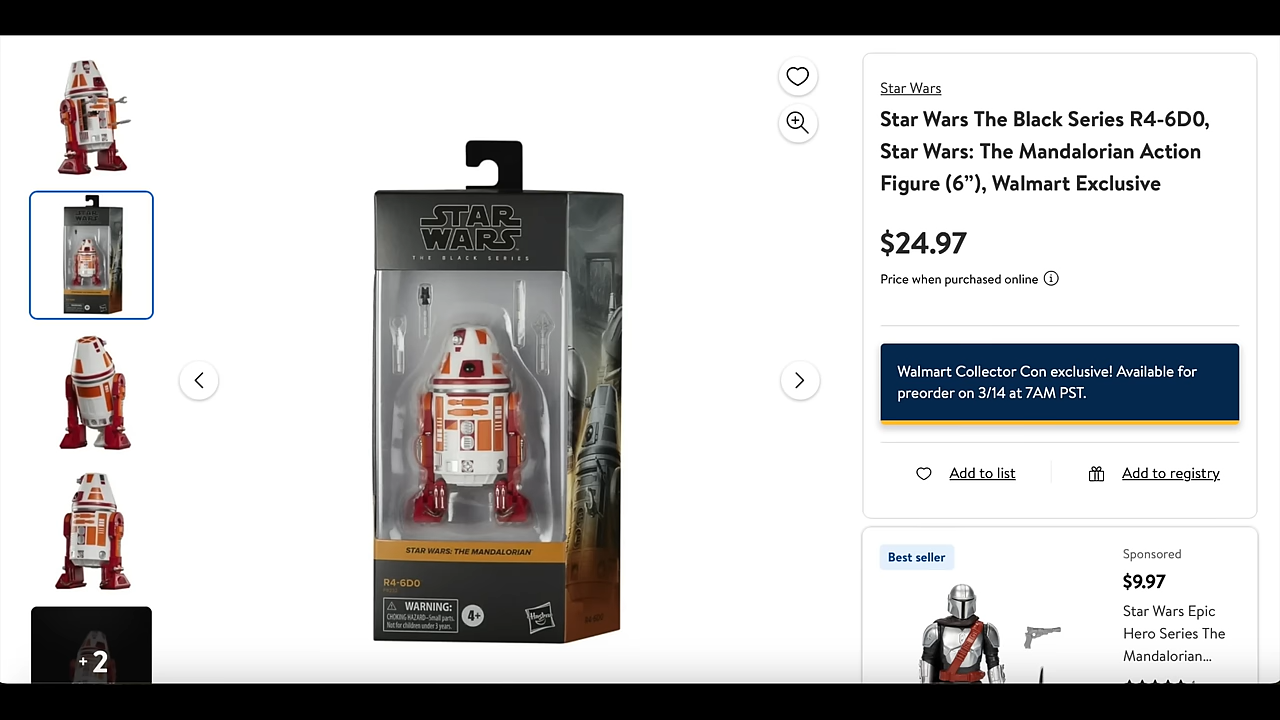 STAR
WARS
THE BLACK SERIES
STAR WARS: THE MANDALORIAN
R4-6D0
WARNING:
CHOKING HAZARD–Small parts.
Not for children under 3 years.
4+
Hasbro
+ 2
Star Wars
Star Wars The Black Series R4-6D0,
Star Wars: The Mandalorian Action
Figure (6”), Walmart Exclusive
$24.97
Price when purchased online
Walmart Collector Con exclusive! Available for
preorder on 3/14 at 7AM PST.
Add to list
Add to registry
Best seller
Sponsored
$9.97
Star Wars Epic
Hero Series The
Mandalorian...